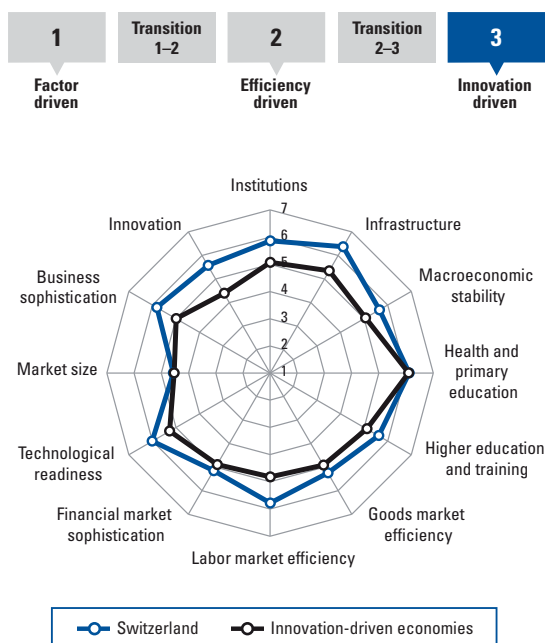 1
Transition
1–2
2
Transition
2–3
3
Factor
driven
Efficiency
driven
Innovation
driven
Institutions
7
Innovation
Infrastructure
6
Business
sophistication
5
Macroeconomic
stability
4
3
2
Market size
1
Health and
primary
education
Technological
readiness
Higher education
and training
Financial market
sophistication
Goods market
efficiency
Labor market efficiency
Switzerland
Innovation-driven economies